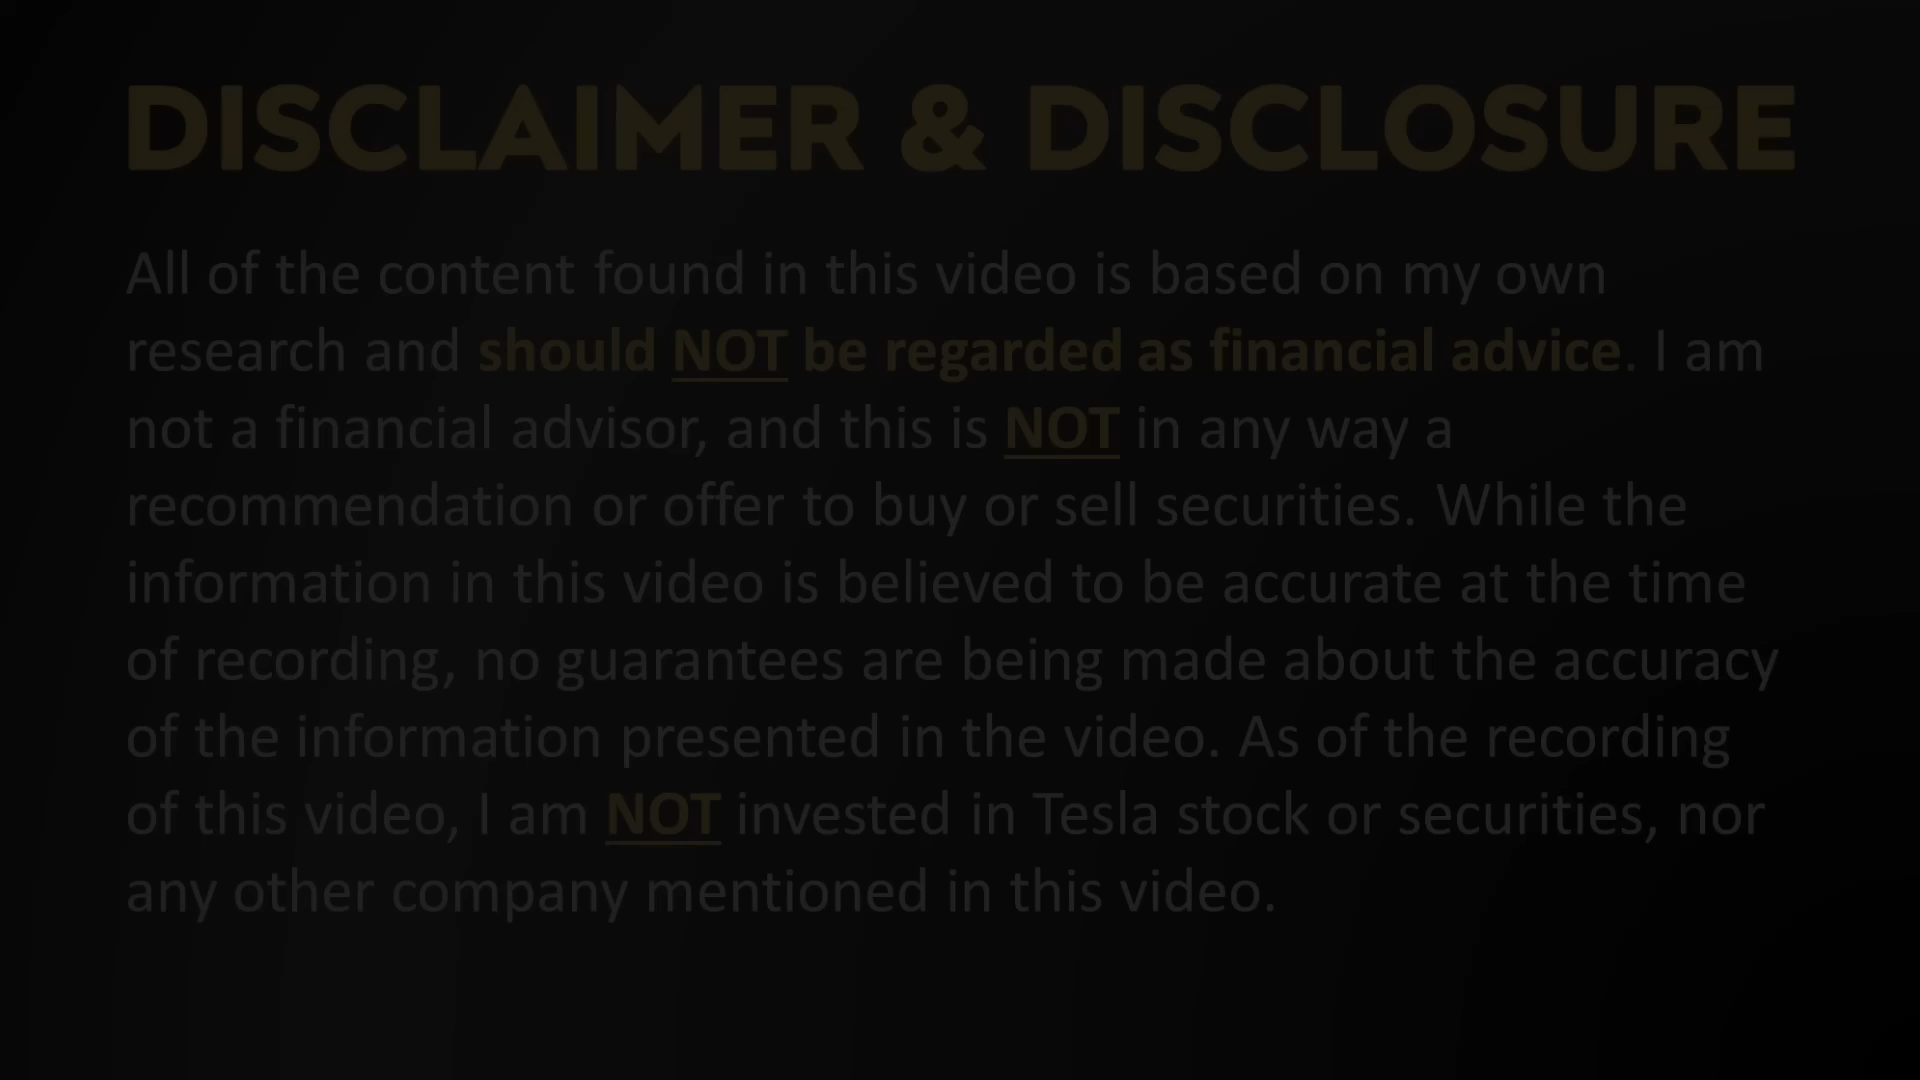 DISCLAIMER & DISCLOSURE
All of the content found in this video is based on my own
research and should NOT be regarded as financial advice. I am
not a financial advisor, and this is NOT in any way a
recommendation or offer to buy or sell securities. While the
information in this video is believed to be accurate at the time
of recording, no guarantees are being made about the accuracy
of the information presented in the video. As of the recording
of this video, I am NOT invested in Tesla stock or securities, nor
any other company mentioned in this video.